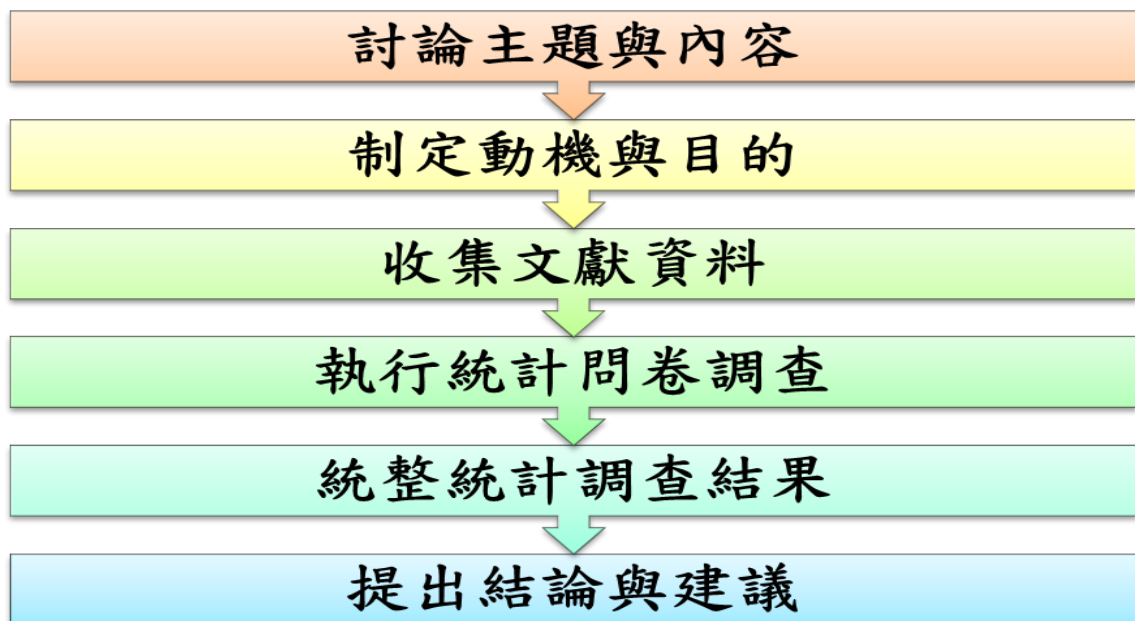 討論主題與內容
制定動機與目的
收集文獻資料
執行統計問卷調查
統整統計調查結果
提出結論與建議